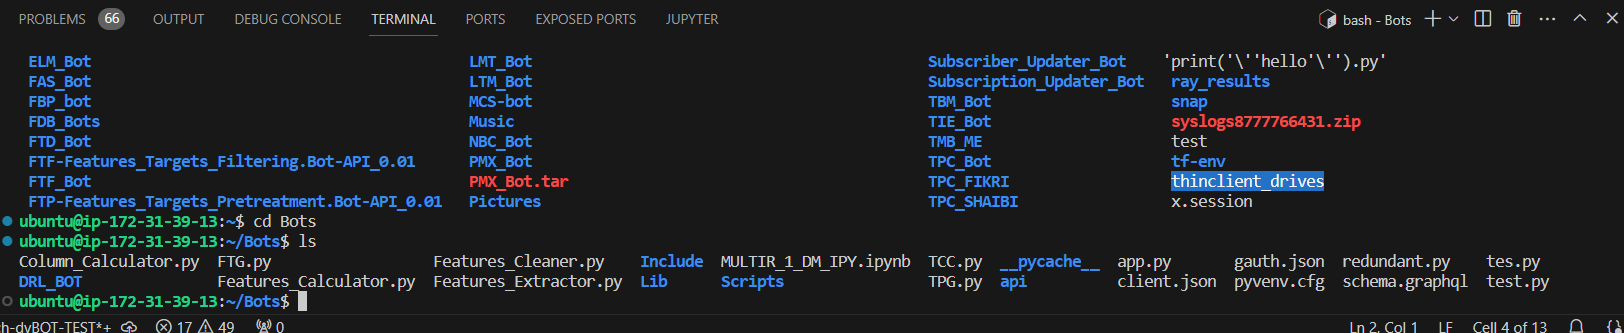 PROBLEMS 66 OUTPUT DEBUG CONSOLE TERMINAL PORTS EXPOSED PORTS JUPYTER bash - Bots
ELM_Bot LMT_Bot Subscriber_Updater_Bot 'print('\''hello'\'').py'
FAS_Bot LTM_Bot Subscription_Updater_Bot ray_results
FBP_bot MCS-bot TBM_Bot snap
FDB_Bots Music TIE_Bot syslogs8777766431.zip
FTD_Bot NBC_Bot TMB_ME test
FTF-Features_Targets_Filtering.Bot-API_0.01 PMX_Bot TPC_Bot tf-env
FTF_Bot PMX_Bot.tar TPC_FIKRI thinclient_drives
FTP-Features_Targets_Pretreatment.Bot-API_0.01 Pictures TPC_SHAIBI x.session
ubuntu@ip-172-31-39-13:~$ cd Bots
ubuntu@ip-172-31-39-13:~/Bots$ ls
Column_Calculator.py FTG.py Features_Cleaner.py Include MULTIR_1_DM_IPY.ipynb TCC.py __pycache__ app.py gauth.json redundant.py tes.py
DRL_BOT Features_Calculator.py Features_Extractor.py Lib Scripts TPG.py api client.json pyvenv.cfg schema.graphql test.py
ubuntu@ip-172-31-39-13:~/Bots$
ch-dvBOT-TEST*+ 17 49 0 Ln 2, Col 1 LF Cell 4 of 13